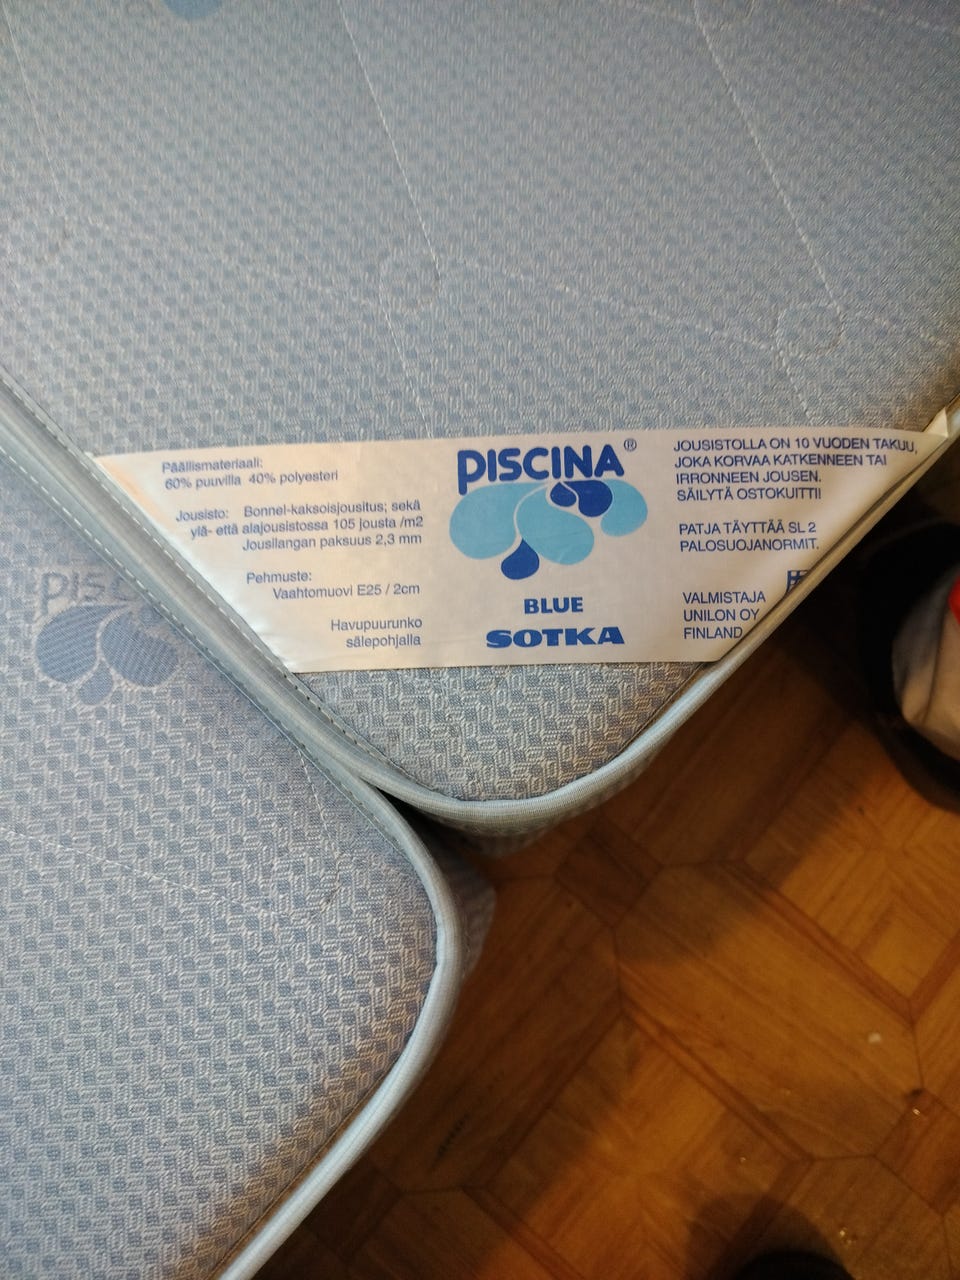 Päällismateriaali:
60% puuvilla 40% polyesteri
Jousisto: Bonnel-kaksoisjousitus; sekä
ylä- että alajousistossa 105 jousta /m2
Jousilangan paksuus 2,3 mm
Pehmuste:
Vaahtomuovi E25 / 2cm
Havupuurunko
sälepohjalla
PISCINA®
BLUE
SOTKA
JOUSISTOLLA ON 10 VUODEN TAKUU,
JOKA KORVAA KATKENNEEN TAI
IRRONNEEN JOUSEN.
SÄILYTÄ OSTOKUITTI!
PATJA TÄYTTÄÄ SL 2
PALOSUOJANORMIT.
VALMISTAJA
UNILON OY
FINLAND